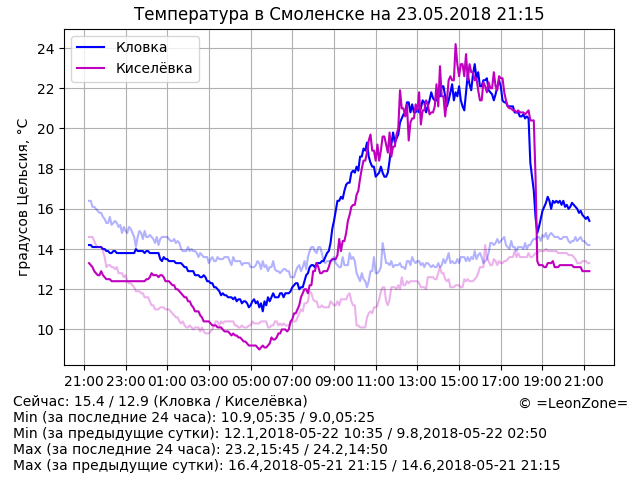 Температура в Смоленске на 23.05.2018 21:15
Кловка
Киселёвка
градусов Цельсия, °C
24
22
20
18
16
14
12
10
21:00 23:00 01:00 03:00 05:00 07:00 09:00 11:00 13:00 15:00 17:00 19:00 21:00
Сейчас: 15.4 / 12.9 (Кловка / Киселёвка)
© =LeonZone=
Min (за последние 24 часа): 10.9,05:35 / 9.0,05:25
Min (за предыдущие сутки): 12.1,2018-05-22 10:35 / 9.8,2018-05-22 02:50
Max (за последние 24 часа): 23.2,15:45 / 24.2,14:50
Max (за предыдущие сутки): 16.4,2018-05-21 21:15 / 14.6,2018-05-21 21:15